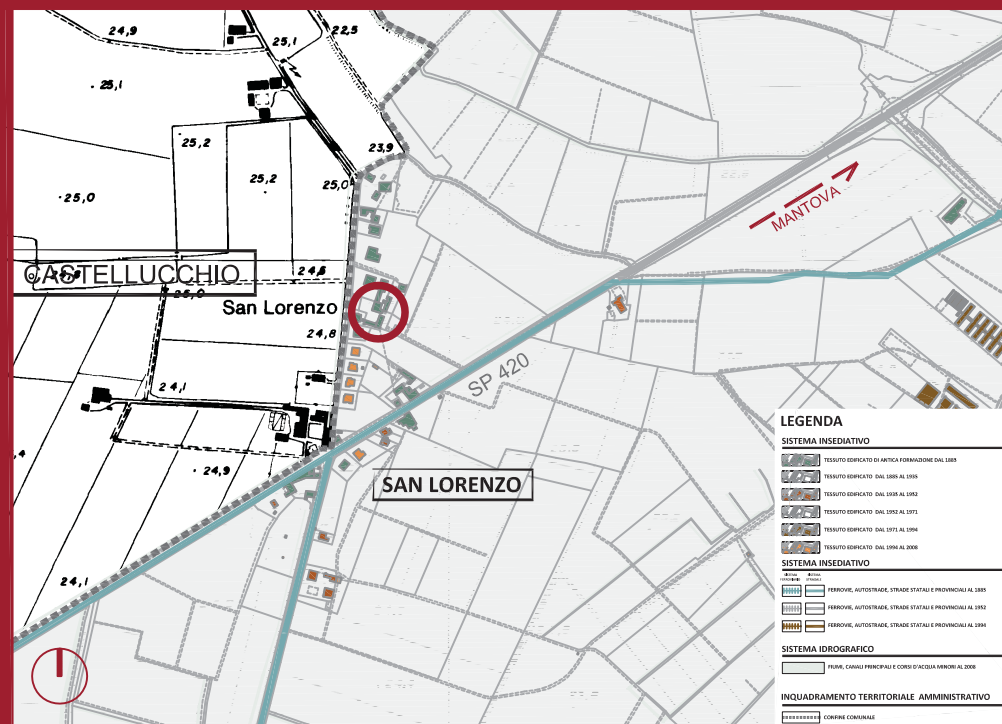 24,9
25,1
22,5
25,1
25,2
23,9
25,2
25,0
25,0
22,8
MANTOVA
CASTELLUCCHIO
24,5
25,0
San Lorenzo
24,8
SP 420
24,1
24,9
SAN LORENZO
24,1
LEGENDA
SISTEMA INSEDIATIVO
TESSUTO EDIFICATO DI ANTICA FORMAZIONE DAL 1885
TESSUTO EDIFICATO DAL 1885 AL 1935
TESSUTO EDIFICATO DAL 1935 AL 1952
TESSUTO EDIFICATO DAL 1952 AL 1971
TESSUTO EDIFICATO DAL 1971 AL 1994
TESSUTO EDIFICATO DAL 1994 AL 2008
SISTEMA INSEDIATIVO
FERROVIE, AUTOSTRADE, STRADE STATALI E PROVINCIALI AL 1885
FERROVIE, AUTOSTRADE, STRADE STATALI E PROVINCIALI AL 1952
FERROVIE, AUTOSTRADE, STRADE STATALI E PROVINCIALI AL 1994
SISTEMA IDROGRAFICO
FIUMI, CANALI PRINCIPALI E CORSI D'ACQUA MINORI AL 2008
INQUADRAMENTO TERRITORIALE AMMINISTRATIVO
CONFINE COMUNALE